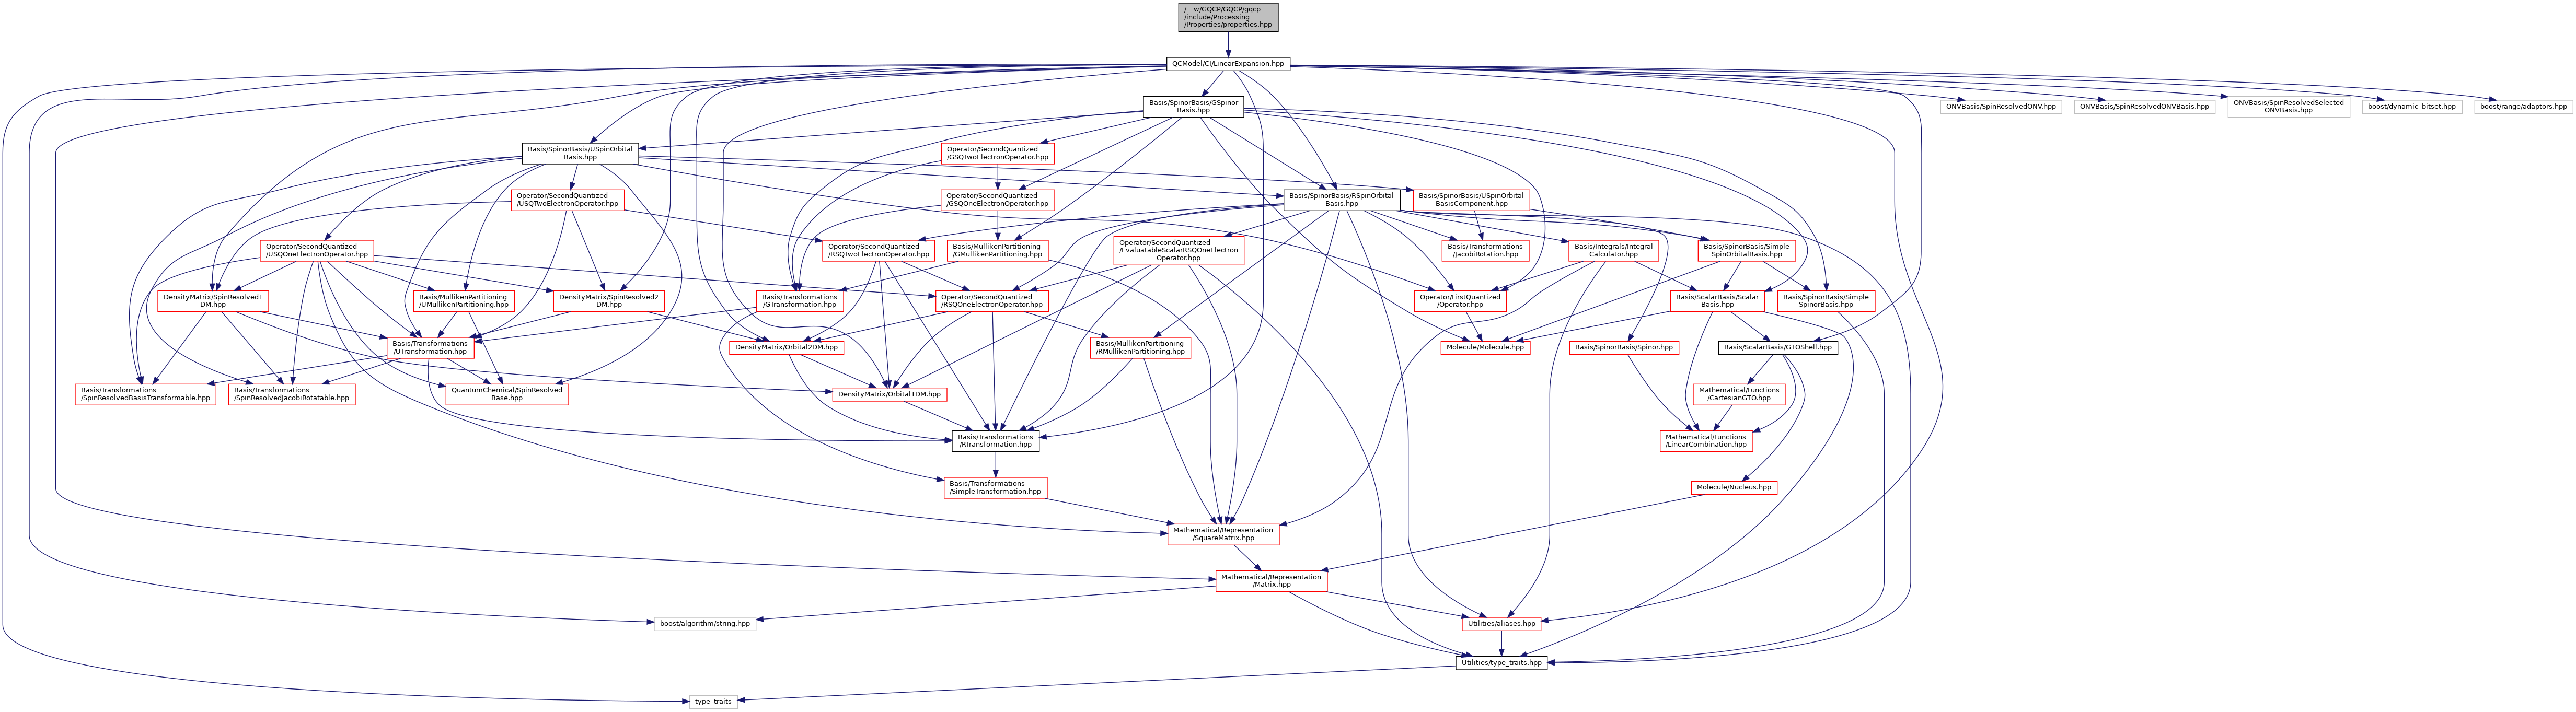 /__w/GQCP/GQCP/gqcp
/include/Processing
/Properties/properties.hpp
QCModel/CI/LinearExpansion.hpp
Basis/SpinorBasis/GSpinor
Basis.hpp
ONVBasis/SpinResolvedONV.hpp
ONVBasis/SpinResolvedONVBasis.hpp
ONVBasis/SpinResolvedSelected
ONVBasis.hpp
boost/dynamic_bitset.hpp
boost/range/adaptors.hpp
Basis/SpinorBasis/USpinOrbital
Basis.hpp
Operator/SecondQuantized
/GSQTwoElectronOperator.hpp
Operator/SecondQuantized
/USQTwoElectronOperator.hpp
Operator/SecondQuantized
/GSQOneElectronOperator.hpp
Basis/SpinorBasis/RSpinOrbital
Basis.hpp
Basis/SpinorBasis/USpinOrbital
BasisComponent.hpp
Operator/SecondQuantized
/USQOneElectronOperator.hpp
Operator/SecondQuantized
/RSQTwoElectronOperator.hpp
Basis/MullikenPartitioning
/GMullikenPartitioning.hpp
Operator/SecondQuantized
/EvaluatableScalarRSQOneElectron
Operator.hpp
Basis/Transformations
/JacobiRotation.hpp
Basis/Integrals/Integral
Calculator.hpp
Basis/SpinorBasis/Simple
SpinOrbitalBasis.hpp
DensityMatrix/SpinResolved1
DM.hpp
Basis/MullikenPartitioning
/UMullikenPartitioning.hpp
DensityMatrix/SpinResolved2
DM.hpp
Basis/Transformations
/GTransformation.hpp
Operator/SecondQuantized
/RSQOneElectronOperator.hpp
Operator/FirstQuantized
/Operator.hpp
Basis/ScalarBasis/Scalar
Basis.hpp
Basis/SpinorBasis/Simple
SpinorBasis.hpp
Basis/Transformations
/UTransformation.hpp
DensityMatrix/Orbital2DM.hpp
Basis/MullikenPartitioning
/RMullikenPartitioning.hpp
Molecule/Molecule.hpp
Basis/SpinorBasis/Spinor.hpp
Basis/ScalarBasis/GTOShell.hpp
Basis/Transformations
/SpinResolvedBasisTransformable.hpp
Basis/Transformations
/SpinResolvedJacobiRotatable.hpp
QuantumChemical/SpinResolved
Base.hpp
DensityMatrix/Orbital1DM.hpp
Mathematical/Functions
/CartesianGTO.hpp
Basis/Transformations
/RTransformation.hpp
Mathematical/Functions
/LinearCombination.hpp
Basis/Transformations
/SimpleTransformation.hpp
Molecule/Nucleus.hpp
Mathematical/Representation
/SquareMatrix.hpp
Mathematical/Representation
/Matrix.hpp
boost/algorithm/string.hpp
Utilities/aliases.hpp
Utilities/type_traits.hpp
type_traits